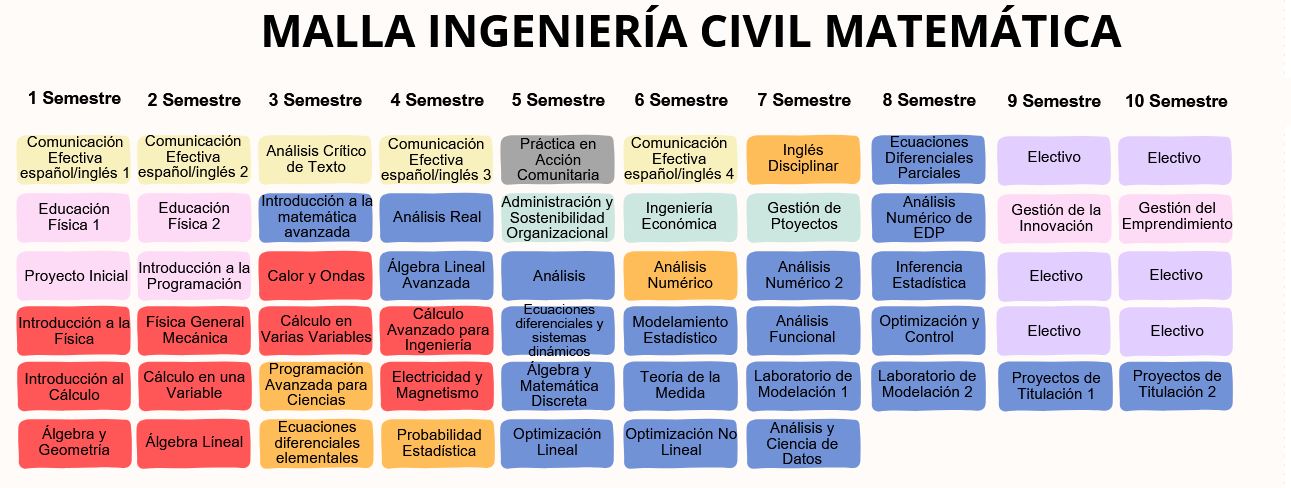 MALLA INGENIERÍA CIVIL MATEMÁTICA
1 Semestre
2 Semestre
3 Semestre
4 Semestre
5 Semestre
6 Semestre
7 Semestre
8 Semestre
9 Semestre
10 Semestre
Comunicación
Efectiva
español/inglés 1
Comunicación
Efectiva
español/inglés 2
Análisis Crítico
de Texto
Comunicación
Efectiva
español/inglés 3
Práctica en
Acción
Comunitaria
Comunicación
Efectiva
español/inglés 4
Inglés
Disciplinar
Ecuaciones
Diferenciales
Parciales
Electivo
Electivo
Educación
Física 1
Educación
Física 2
Introducción a la
matemática
avanzada
Análisis Real
Administración y
Sostenibilidad
Organizacional
Ingeniería
Económica
Gestión de
Ptoyectos
Análisis
Numérico de
EDP
Gestión de la
Innovación
Gestión del
Emprendimiento
Proyecto Inicial
Introducción a la
Programación
Calor y Ondas
Álgebra Lineal
Avanzada
Análisis
Análisis
Numérico
Análisis
Numérico 2
Inferencia
Estadística
Electivo
Electivo
Introducción a la
Física
Física General
Mecánica
Cálculo en
Varias Variables
Cálculo
Avanzado para
Ingeniería
Ecuaciones
diferenciales y
sistemas
dinámicos
Modelamiento
Estadístico
Análisis
Funcional
Optimización y
Control
Electivo
Electivo
Introducción al
Cálculo
Cálculo en una
Variable
Programación
Avanzada para
Ciencias
Electricidad y
Magnetismo
Álgebra y
Matemática
Discreta
Teoría de la
Medida
Laboratorio de
Modelación 1
Laboratorio de
Modelación 2
Proyectos de
Titulación 1
Proyectos de
Titulación 2
Álgebra y
Geometría
Álgebra Líneal
Ecuaciones
diferenciales
elementales
Probabilidad
Estadística
Optimización
Lineal
Optimización No
Lineal
Análisis y
Ciencia de
Datos